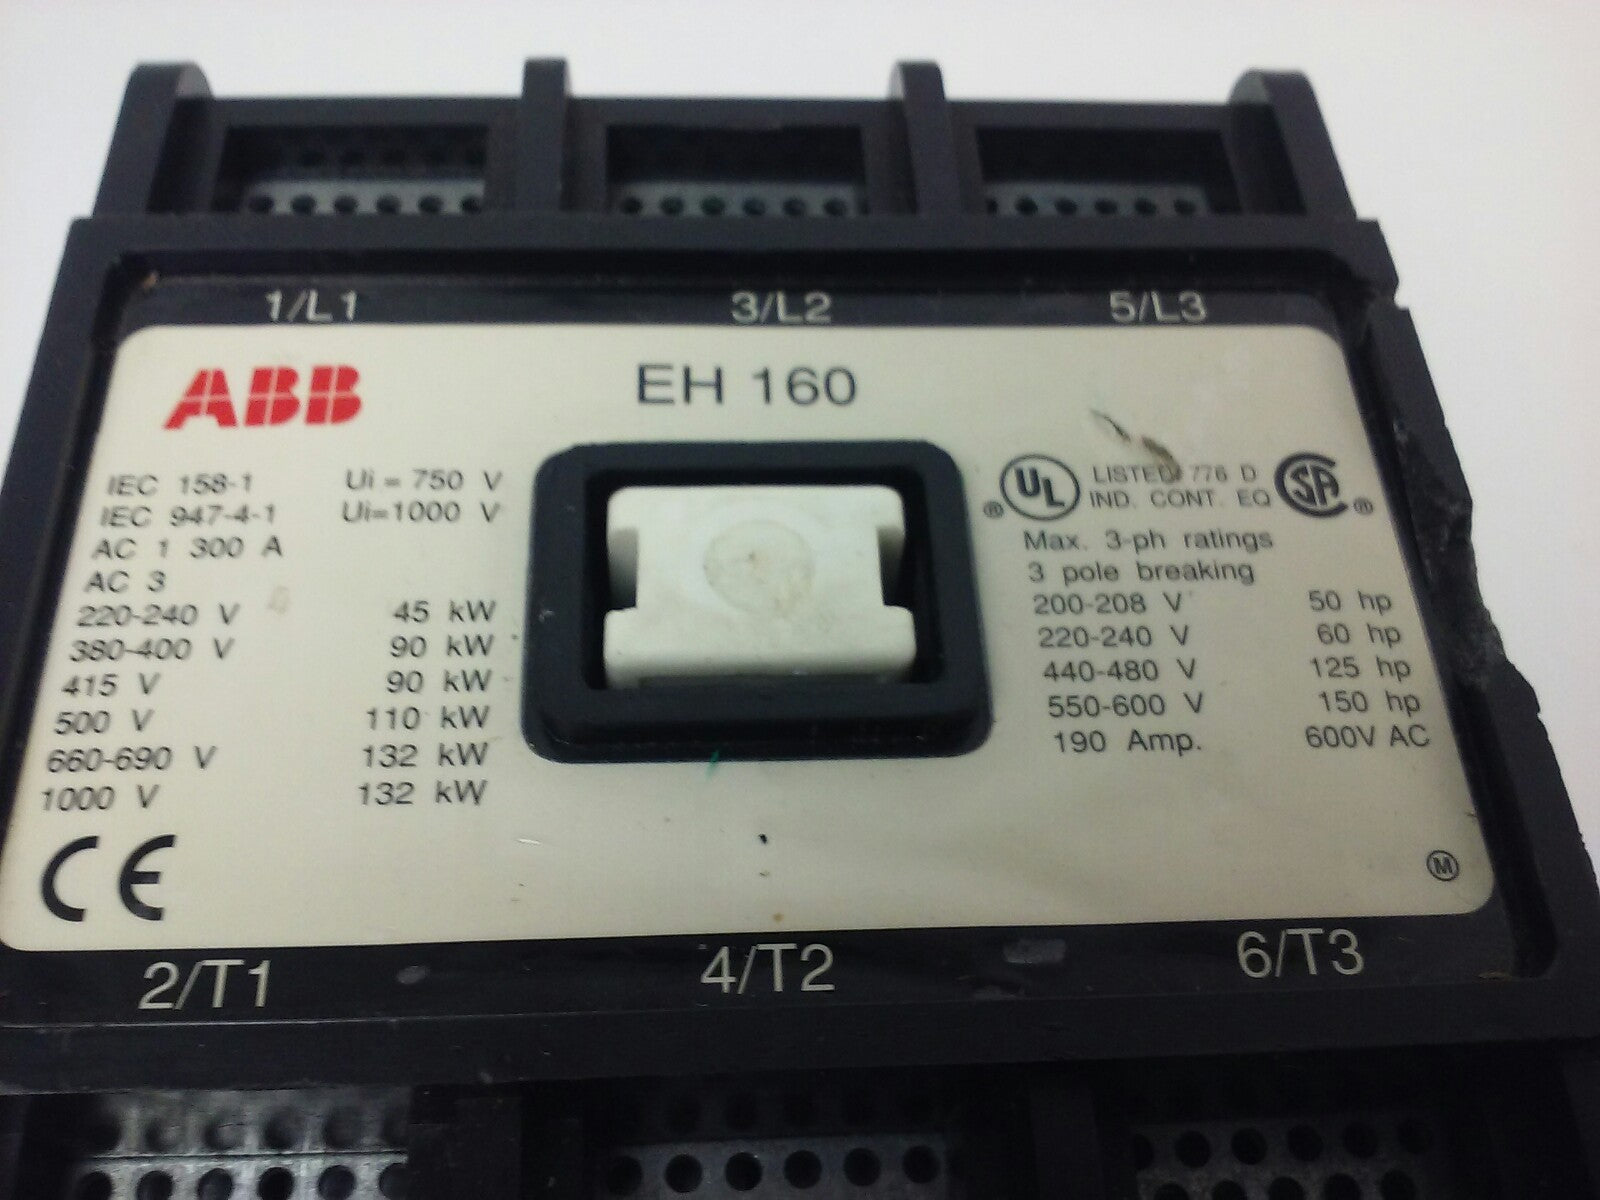 1/L1 3/L2 5/L3
ABB EH 160
IEC 158-1 Ui = 750 V
IEC 947-4-1 Ui=1000 V
AC 1 300 A
AC 3
220-240 V 45 kW
380-400 V 90 kW
415 V 90 kW
500 V 110 kW
660-690 V 132 kW
1000 V 132 kW
CE
® UL LISTED 776 D SA ®
IND. CONT. EQ
Max. 3-ph ratings
3 pole breaking
200-208 V 50 hp
220-240 V 60 hp
440-480 V 125 hp
550-600 V 150 hp
190 Amp. 600V AC
M
2/T1 4/T2 6/T3